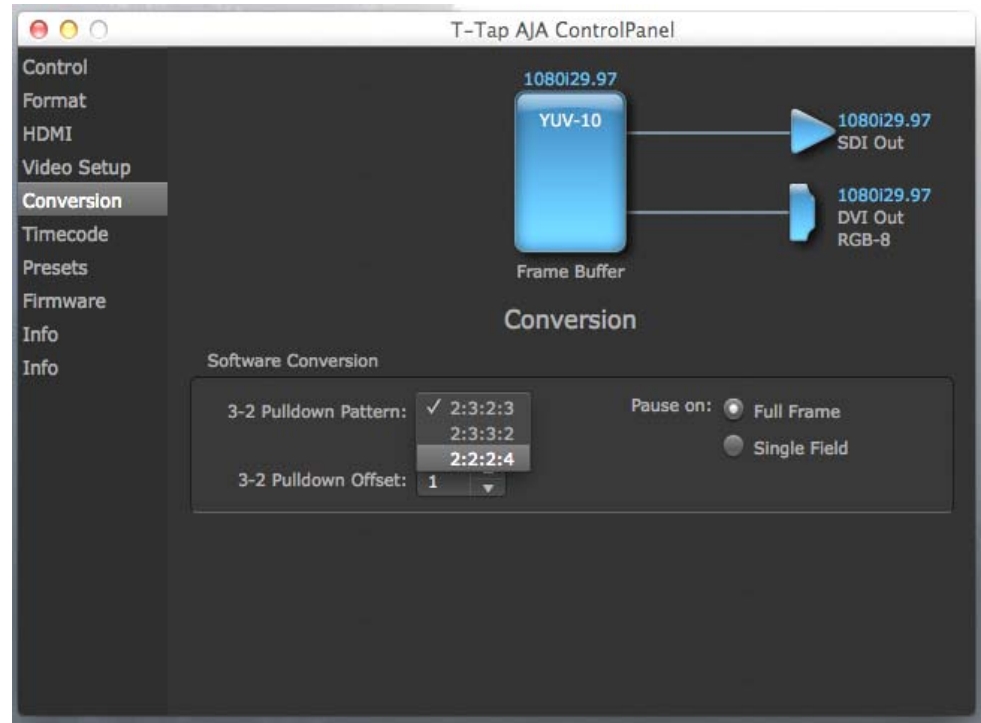 T-Tap AJA ControlPanel
Control
Format
HDMI
Video Setup
Conversion
Timecode
Presets
Firmware
Info
Info
1080i29.97
YUV-10
Frame Buffer
1080i29.97
SDI Out
1080i29.97
DVI Out
RGB-8
Conversion
Software Conversion
3-2 Pulldown Pattern:
✓ 2:3:2:3
2:3:3:2
2:2:2:4
3-2 Pulldown Offset: 1
Pause on: Full Frame
Single Field